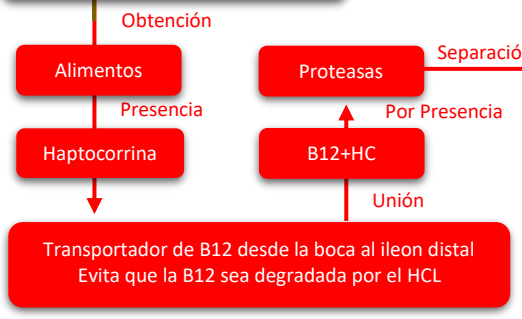 Obtención
Alimentos
Presencia
Haptocorrina
Transportador de B12 desde la boca al ileon distal
Evita que la B12 sea degradada por el HCL
Unión
B12+HC
Por Presencia
Proteasas
Separació